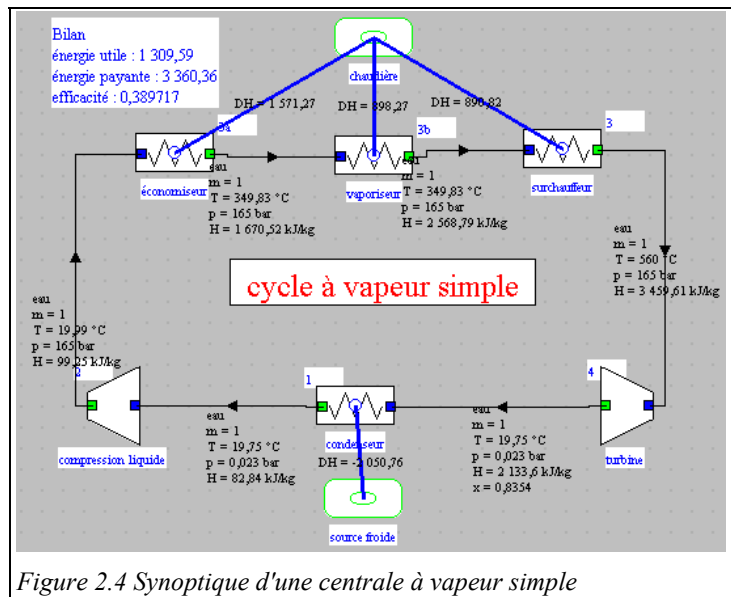 Bilan
énergie utile : 1 309,59
énergie payante : 3 360,36
efficacité : 0,389717
chaudière
DH = 1 571,27
DH = 898,27
DH = 890,82
3a
3b
3
économiseur
vaporiseur
surchauffeur
eau
m = 1
T = 349,83 °C
p = 165 bar
H = 1 670,52 kJ/kg
eau
m = 1
T = 349,83 °C
p = 165 bar
H = 2 568,79 kJ/kg
eau
m = 1
T = 560 °C
p = 165 bar
H = 3 459,61 kJ/kg
cycle à vapeur simple
eau
m = 1
T = 19,99 °C
p = 165 bar
H = 99,25 kJ/kg
2
compression liquide
1
condenseur
DH = -2 050,76
eau
m = 1
T = 19,75 °C
p = 0,023 bar
H = 82,84 kJ/kg
eau
m = 1
T = 19,75 °C
p = 0,023 bar
H = 2 133,6 kJ/kg
x = 0,8354
4
turbine
source froide
Figure 2.4 Synoptique d'une centrale à vapeur simple